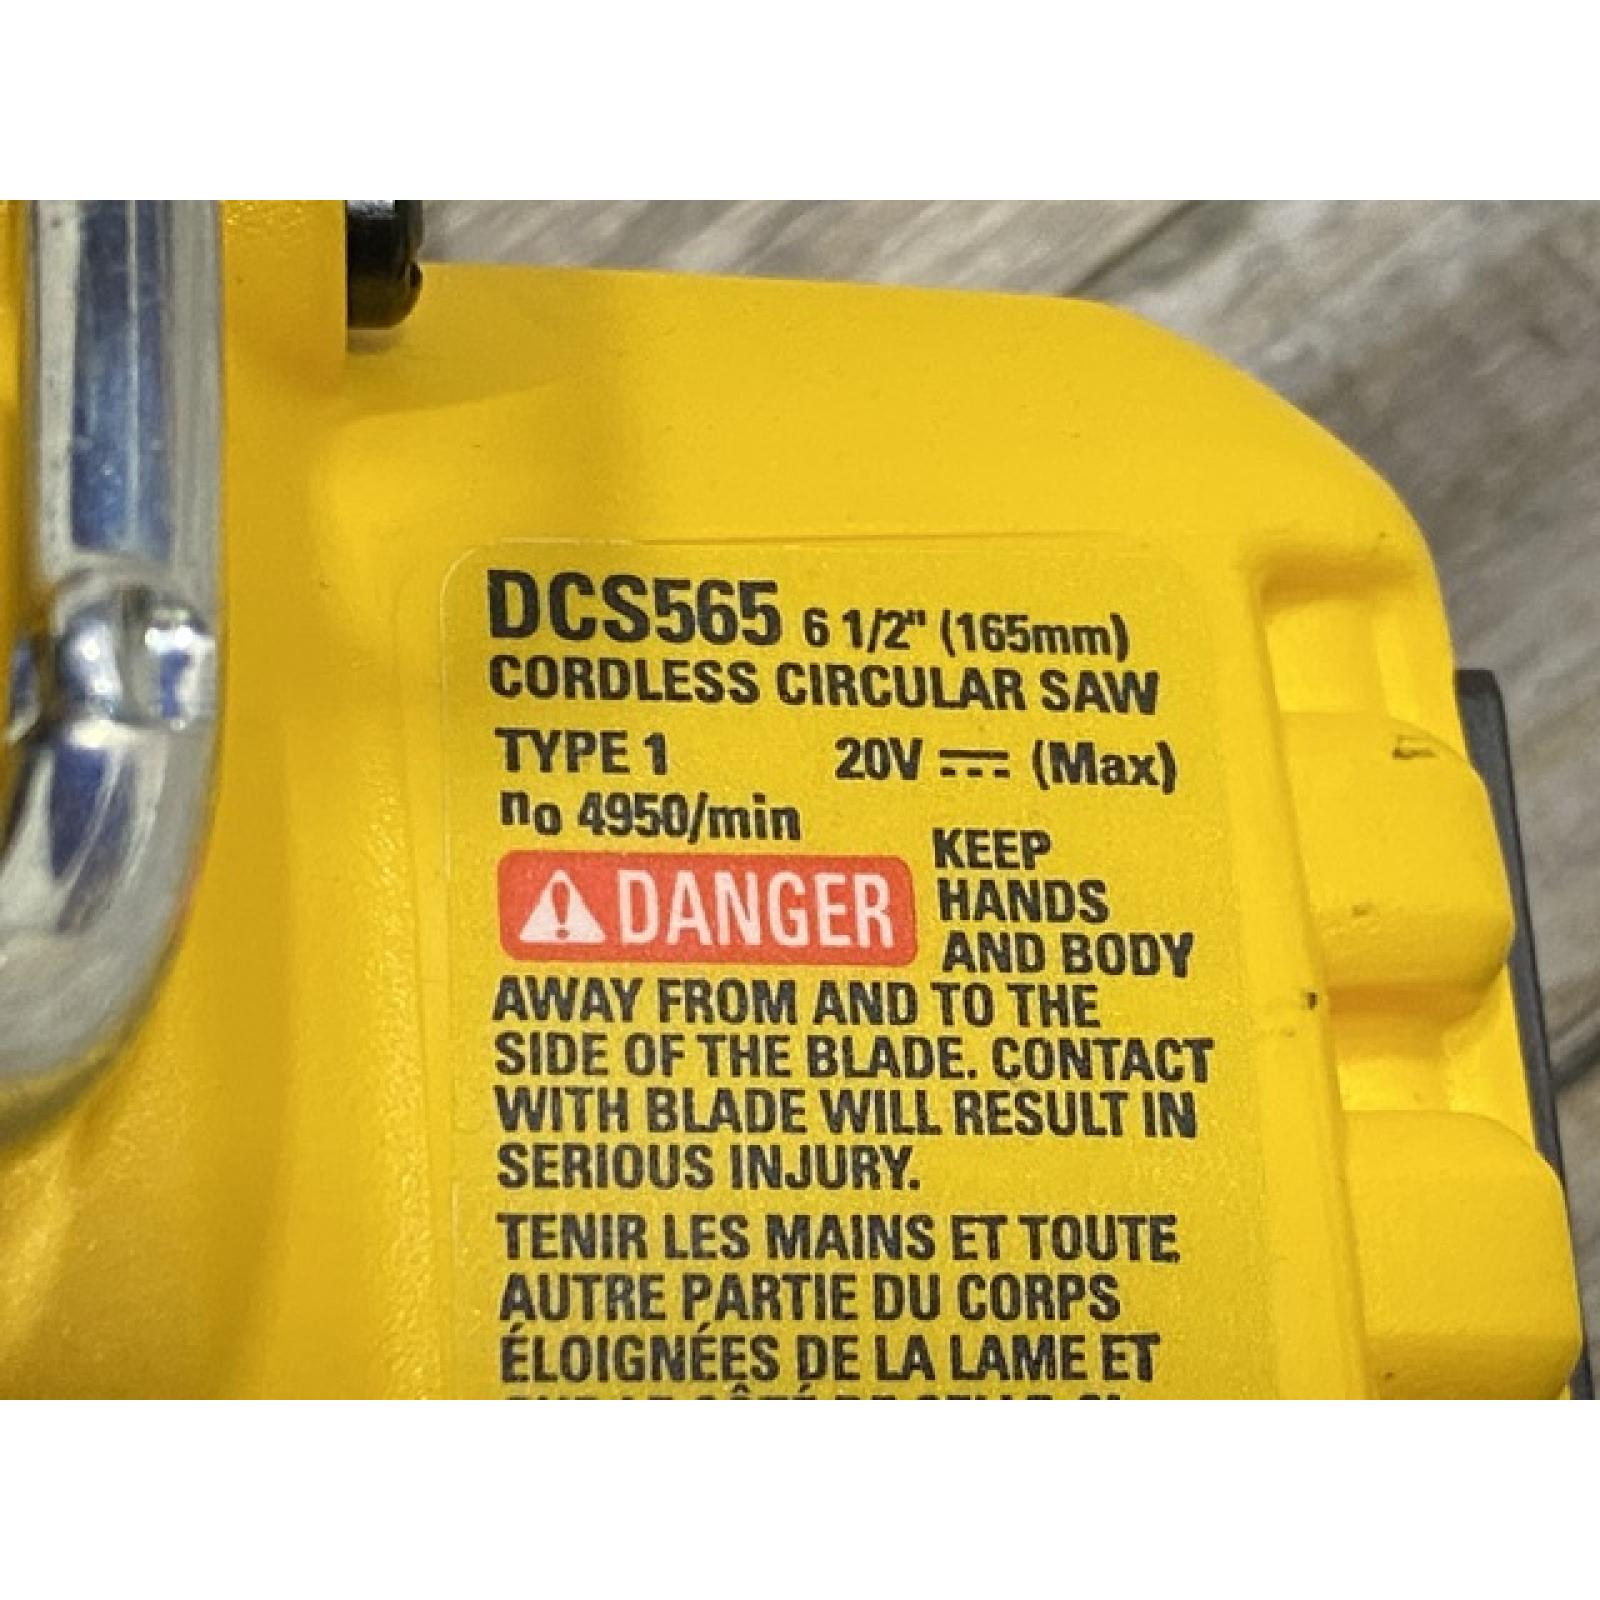 DCS565 6 1/2" (165mm)
CORDLESS CIRCULAR SAW
TYPE 1 20V ⎓ (Max)
no 4950/min
DANGER KEEP
HANDS
AND BODY
AWAY FROM AND TO THE
SIDE OF THE BLADE. CONTACT
WITH BLADE WILL RESULT IN
SERIOUS INJURY.
TENIR LES MAINS ET TOUTE
AUTRE PARTIE DU CORPS
ÉLOIGNÉES DE LA LAME ET